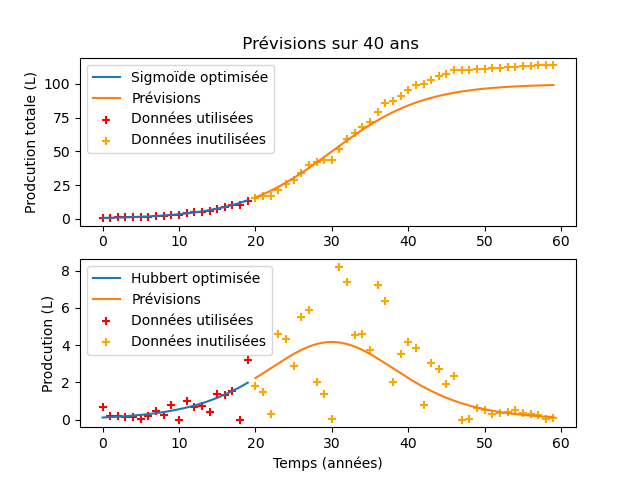 Prévisions sur 40 ans
Prodcution totale (L)
100
75
50
25
0
Sigmoïde optimisée
Prévisions
Données utilisées
Données inutilisées
0 10 20 30 40 50 60
Prodcution (L)
8
6
4
2
0
Hubbert optimisée
Prévisions
Données utilisées
Données inutilisées
0 10 20 30 40 50 60
Temps (années)